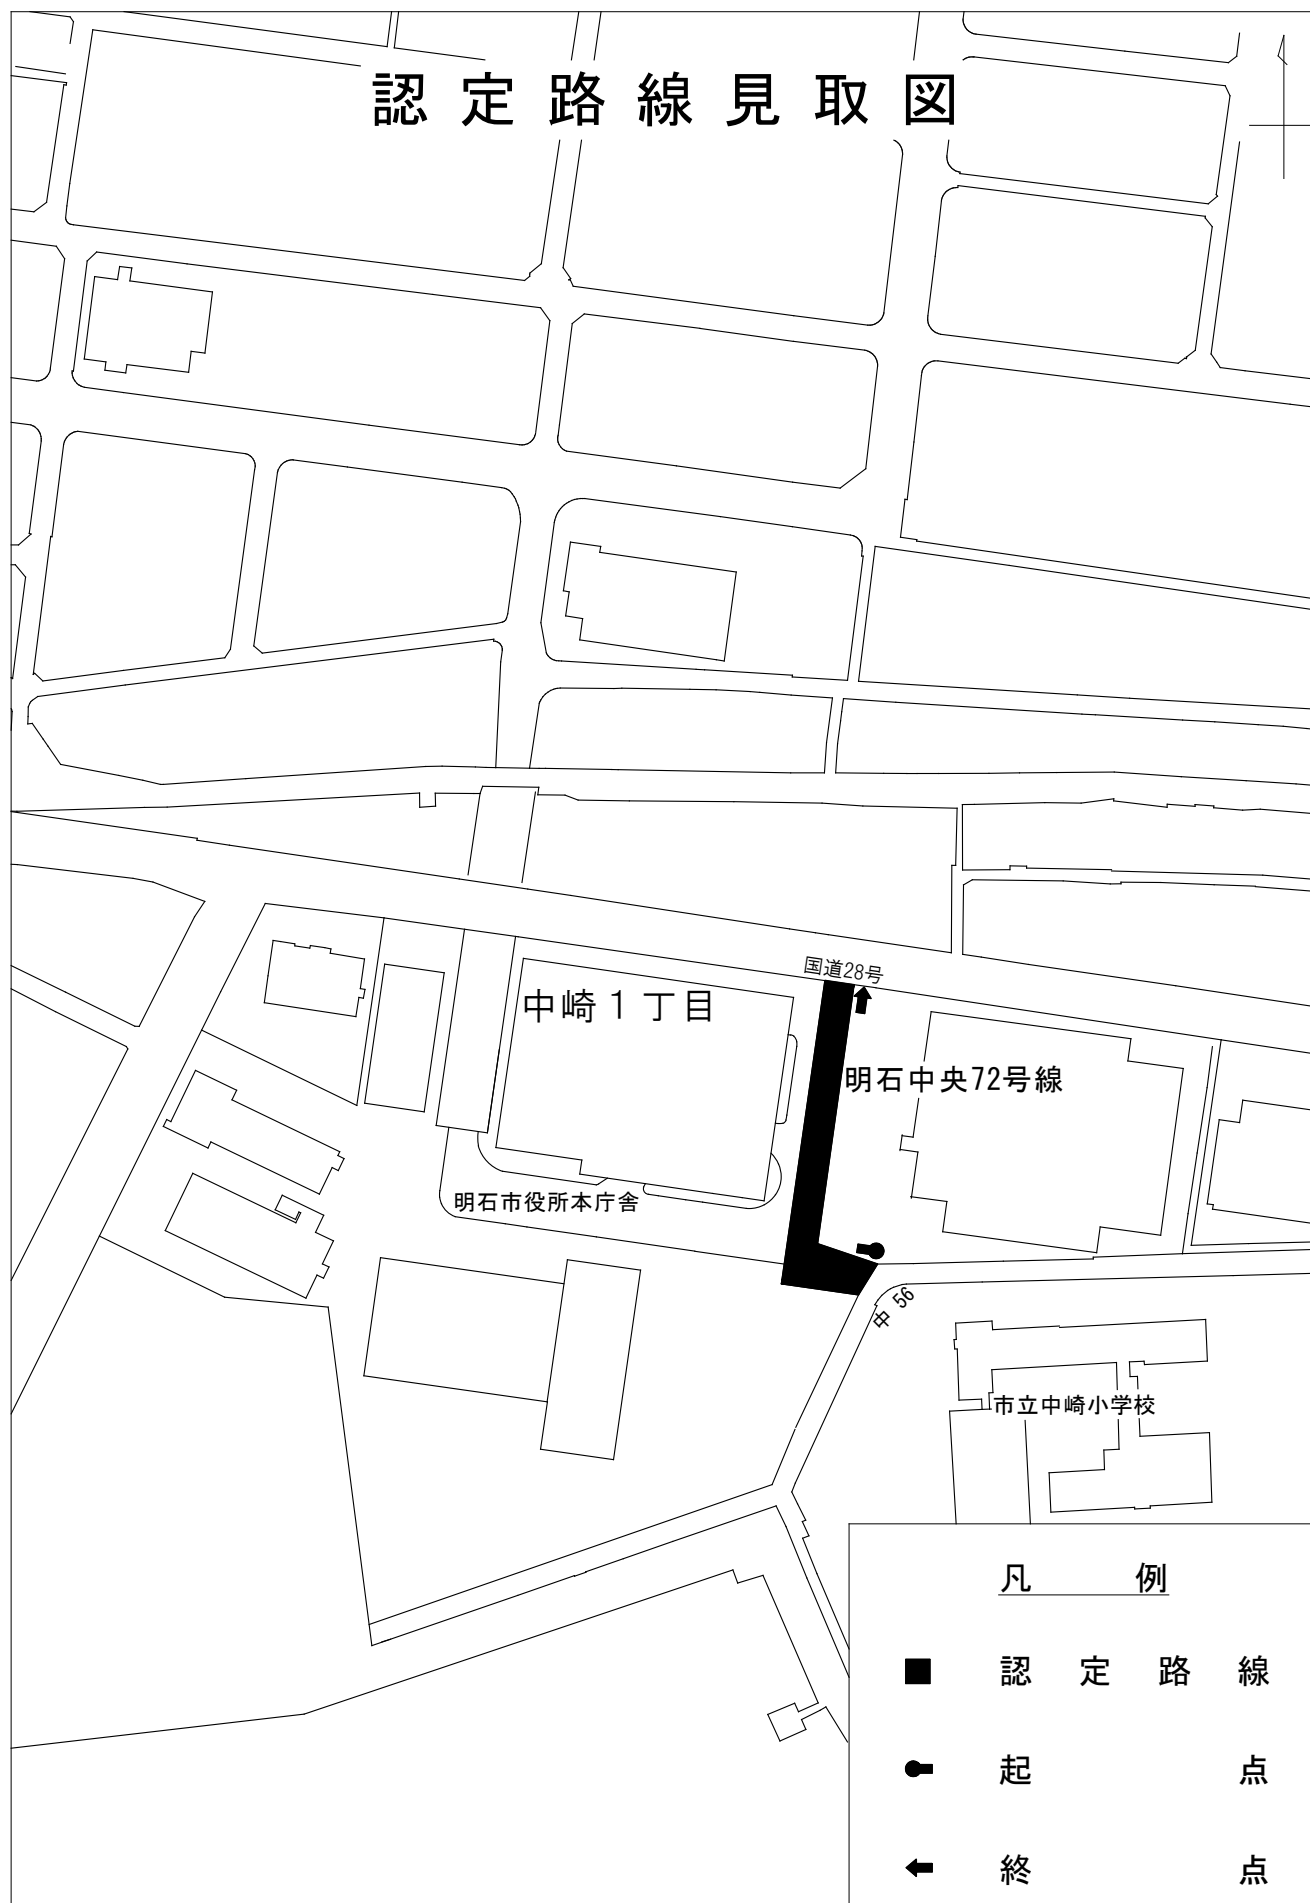 認定路線見取図
国道28号
中崎1丁目
明石中央72号線
明石市役所本庁舎
中 56
市立中崎小学校
凡 例
認定路線
起点
終点